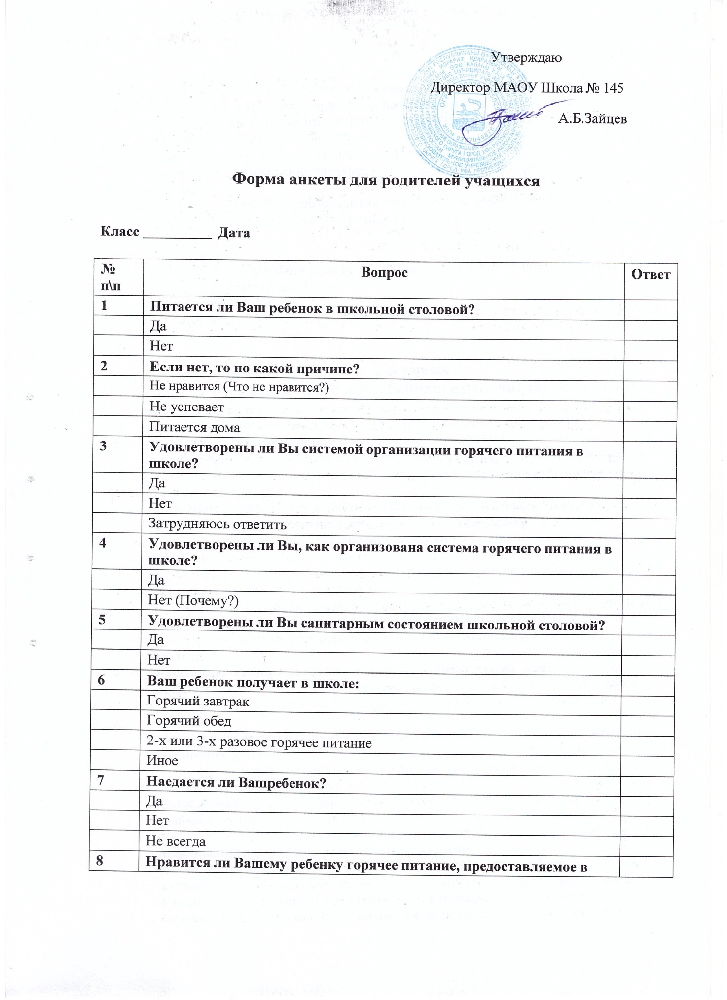 Утверждаю
Директор МАОУ Школа № 145
А.Б.Зайцев
Форма анкеты для родителей учащихся
Класс __________ Дата
№ п\п Вопрос Ответ
1 Питается ли Ваш ребенок в школьной столовой?
Да
Нет
2 Если нет, то по какой причине?
Не нравится (Что не нравится?)
Не успевает
Питается дома
3 Удовлетворены ли Вы системой организации горячего питания в
школе?
Да
Нет
Затрудняюсь ответить
4 Удовлетворены ли Вы, как организована система горячего питания в
школе?
Да
Нет (Почему?)
5 Удовлетворены ли Вы санитарным состоянием школьной столовой?
Да
Нет
6 Ваш ребенок получает в школе:
Горячий завтрак
Горячий обед
2-х или 3-х разовое горячее питание
Иное
7 Наедается ли Вашребенок?
Да
Нет
Не всегда
8 Нравится ли Вашему ребенку горячее питание, предоставляемое в